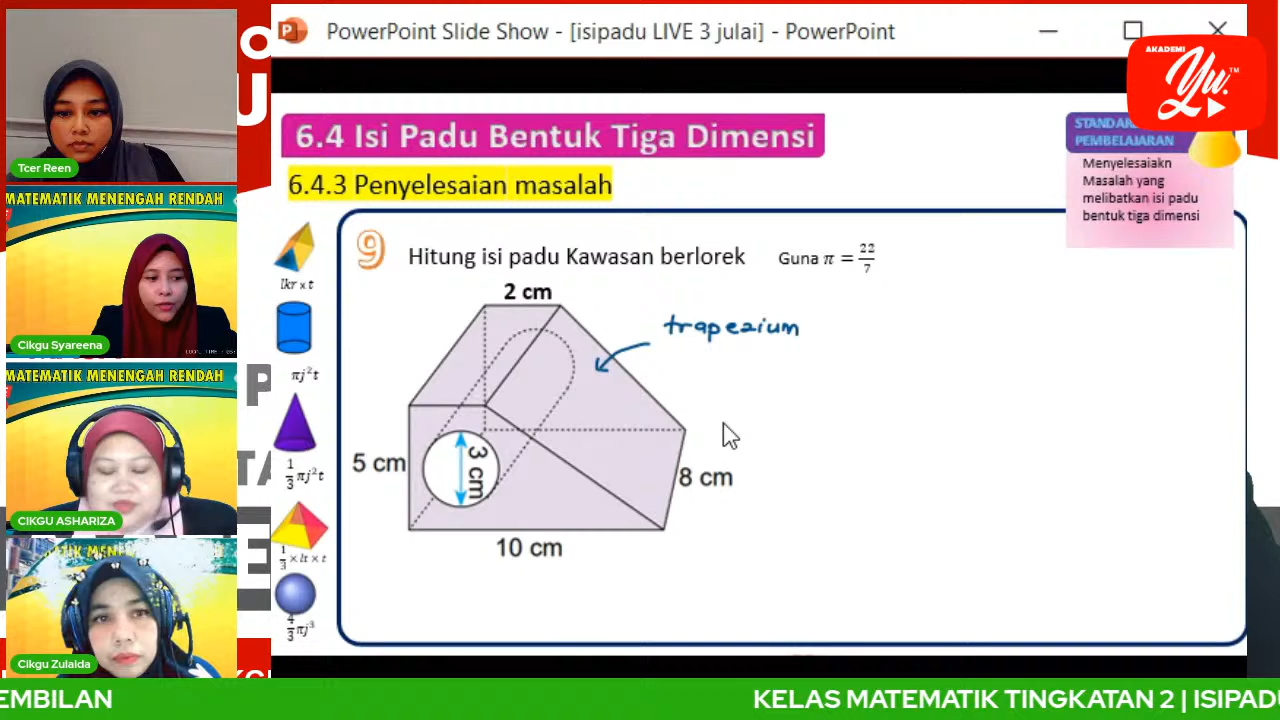 PowerPoint Slide Show - [isipadu LIVE 3 julai] - PowerPoint
AKADEMI
Yu.
TM
6.4 Isi Padu Bentuk Tiga Dimensi
6.4.3 Penyelesaian masalah
PEMBELAJARAN
Menyelesaiakn
Masalah yang
melibatkan isi padu
bentuk tiga dimensi
9
Hitung isi padu Kawasan berlorek
Guna π = 22/7
2 cm
trapezium
5 cm
3 cm
8 cm
10 cm
lkr x t
πj²t
1/3 πj²t
1/3 × lt × t
4/3 πj³
Tcer Reen
MATEMATIK MENENGAH RENDAH
Cikgu Syareena
MATEMATIK MENENGAH RENDAH
CIKGU ASHARIZA
Cikgu Zulaida
EMBILAN
KELAS MATEMATIK TINGKATAN 2 | ISIPADU